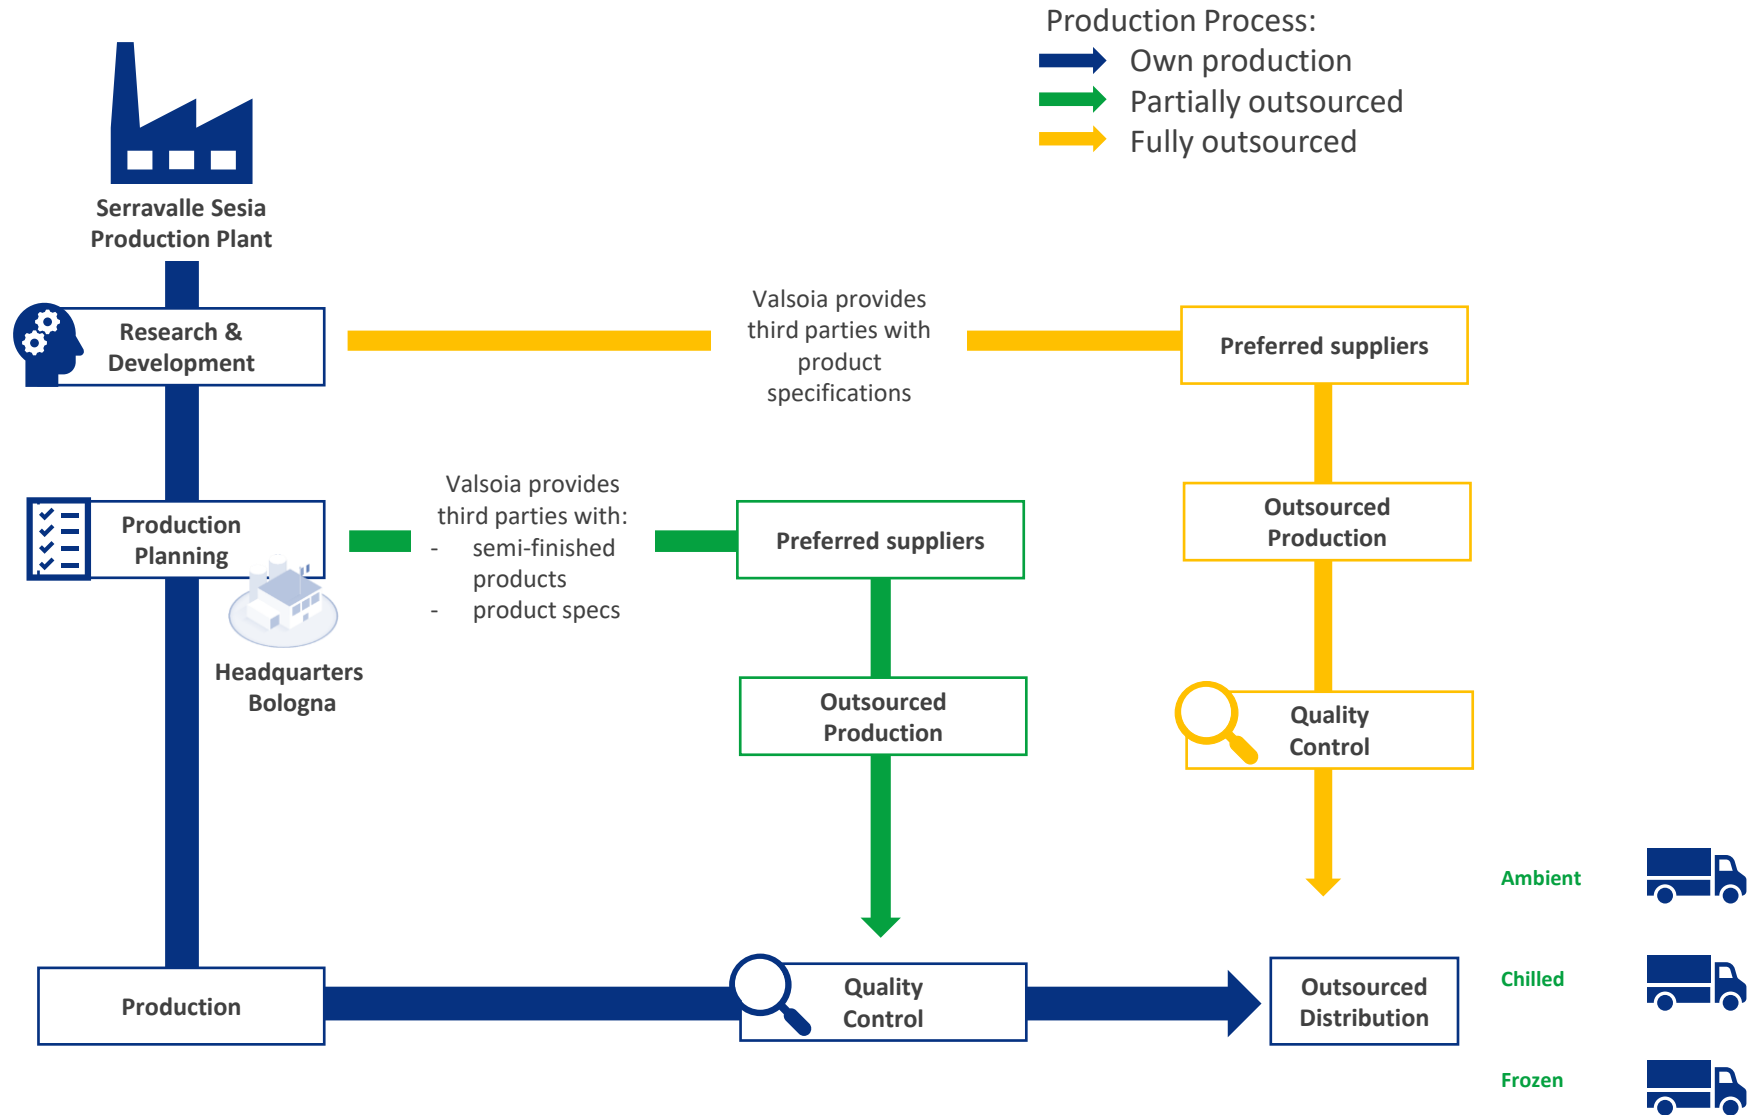 Production Process:
Own production
Partially outsourced
Fully outsourced
Serravalle Sesia
Production Plant
Research &
Development
Valsoia provides
third parties with
product
specifications
Preferred suppliers
Production
Planning
Headquarters
Bologna
Valsoia provides
third parties with:
- semi-finished
products
- product specs
Preferred suppliers
Outsourced
Production
Outsourced
Production
Quality
Control
Production
Quality
Control
Outsourced
Distribution
Ambient
Chilled
Frozen